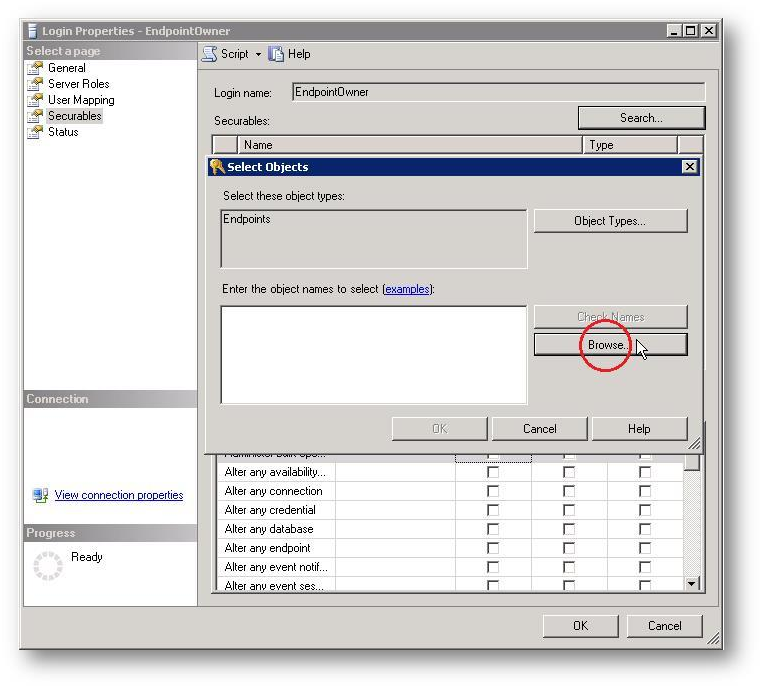 Login Properties - EndpointOwner
Select a page
General
Server Roles
User Mapping
Securables
Status
Script
Help
Login name:
EndpointOwner
Securables:
Search...
Name
Type
Select Objects
Select these object types:
Endpoints
Object Types...
Enter the object names to select (examples):
Check Names
Browse...
OK
Cancel
Help
Connection
View connection properties
Progress
Ready
Alter any availability...
Alter any connection
Alter any credential
Alter any database
Alter any endpoint
Alter any event notif...
Alter any event ses...
OK
Cancel